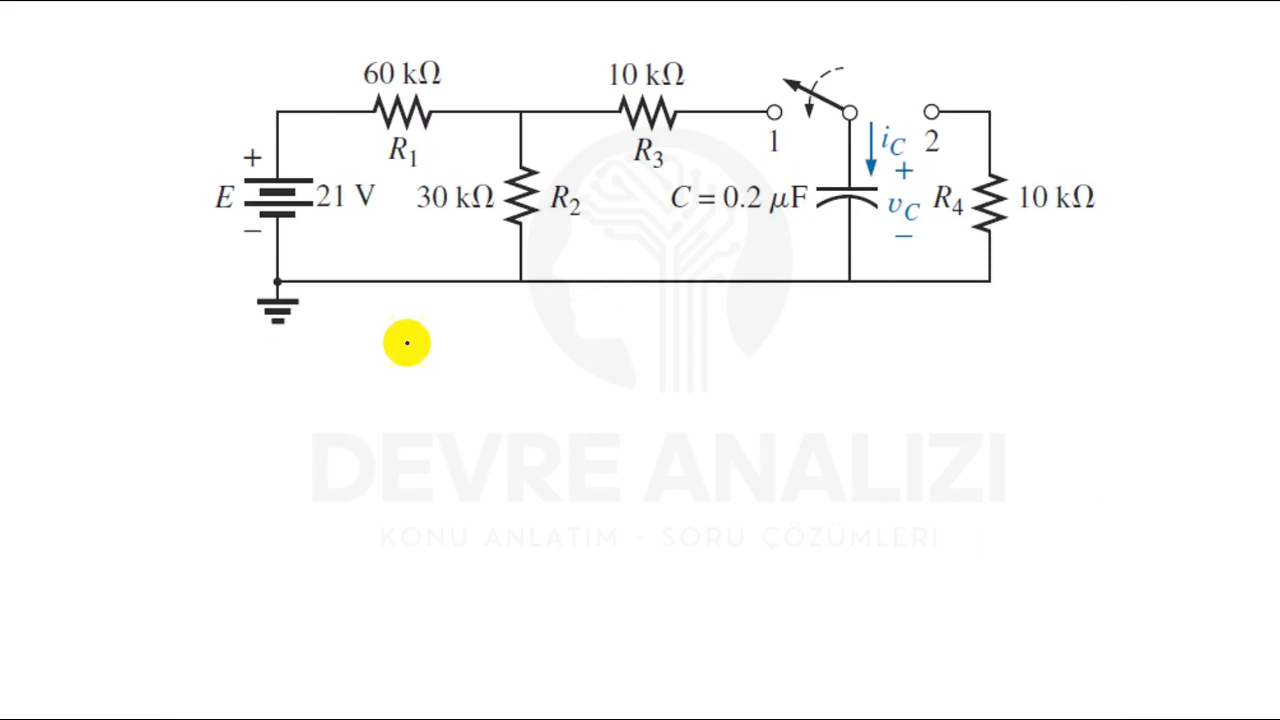 60 kΩ
10 kΩ
R1
R3
1
iC
2
+
+
E
21 V
30 kΩ
R2
C = 0.2 μF
vC
R4
10 kΩ
−
−
DEVRE ANALIZI
KONU ANLATIM - SORU ÇÖZÜMLERI